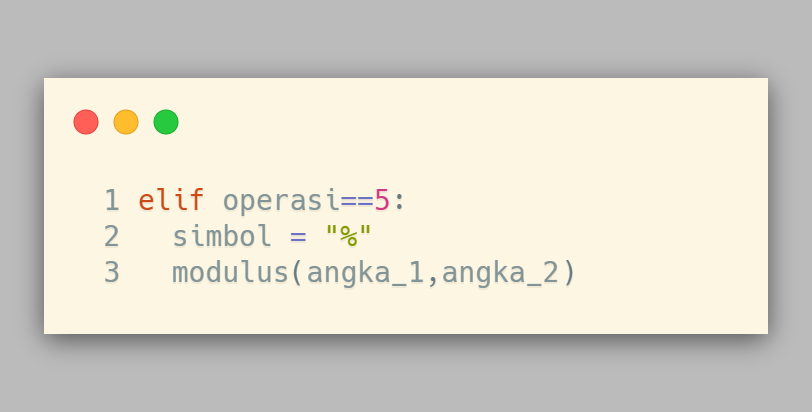 1 elif operasi==5:
2   simbol = "%"
3   modulus(angka_1,angka_2)